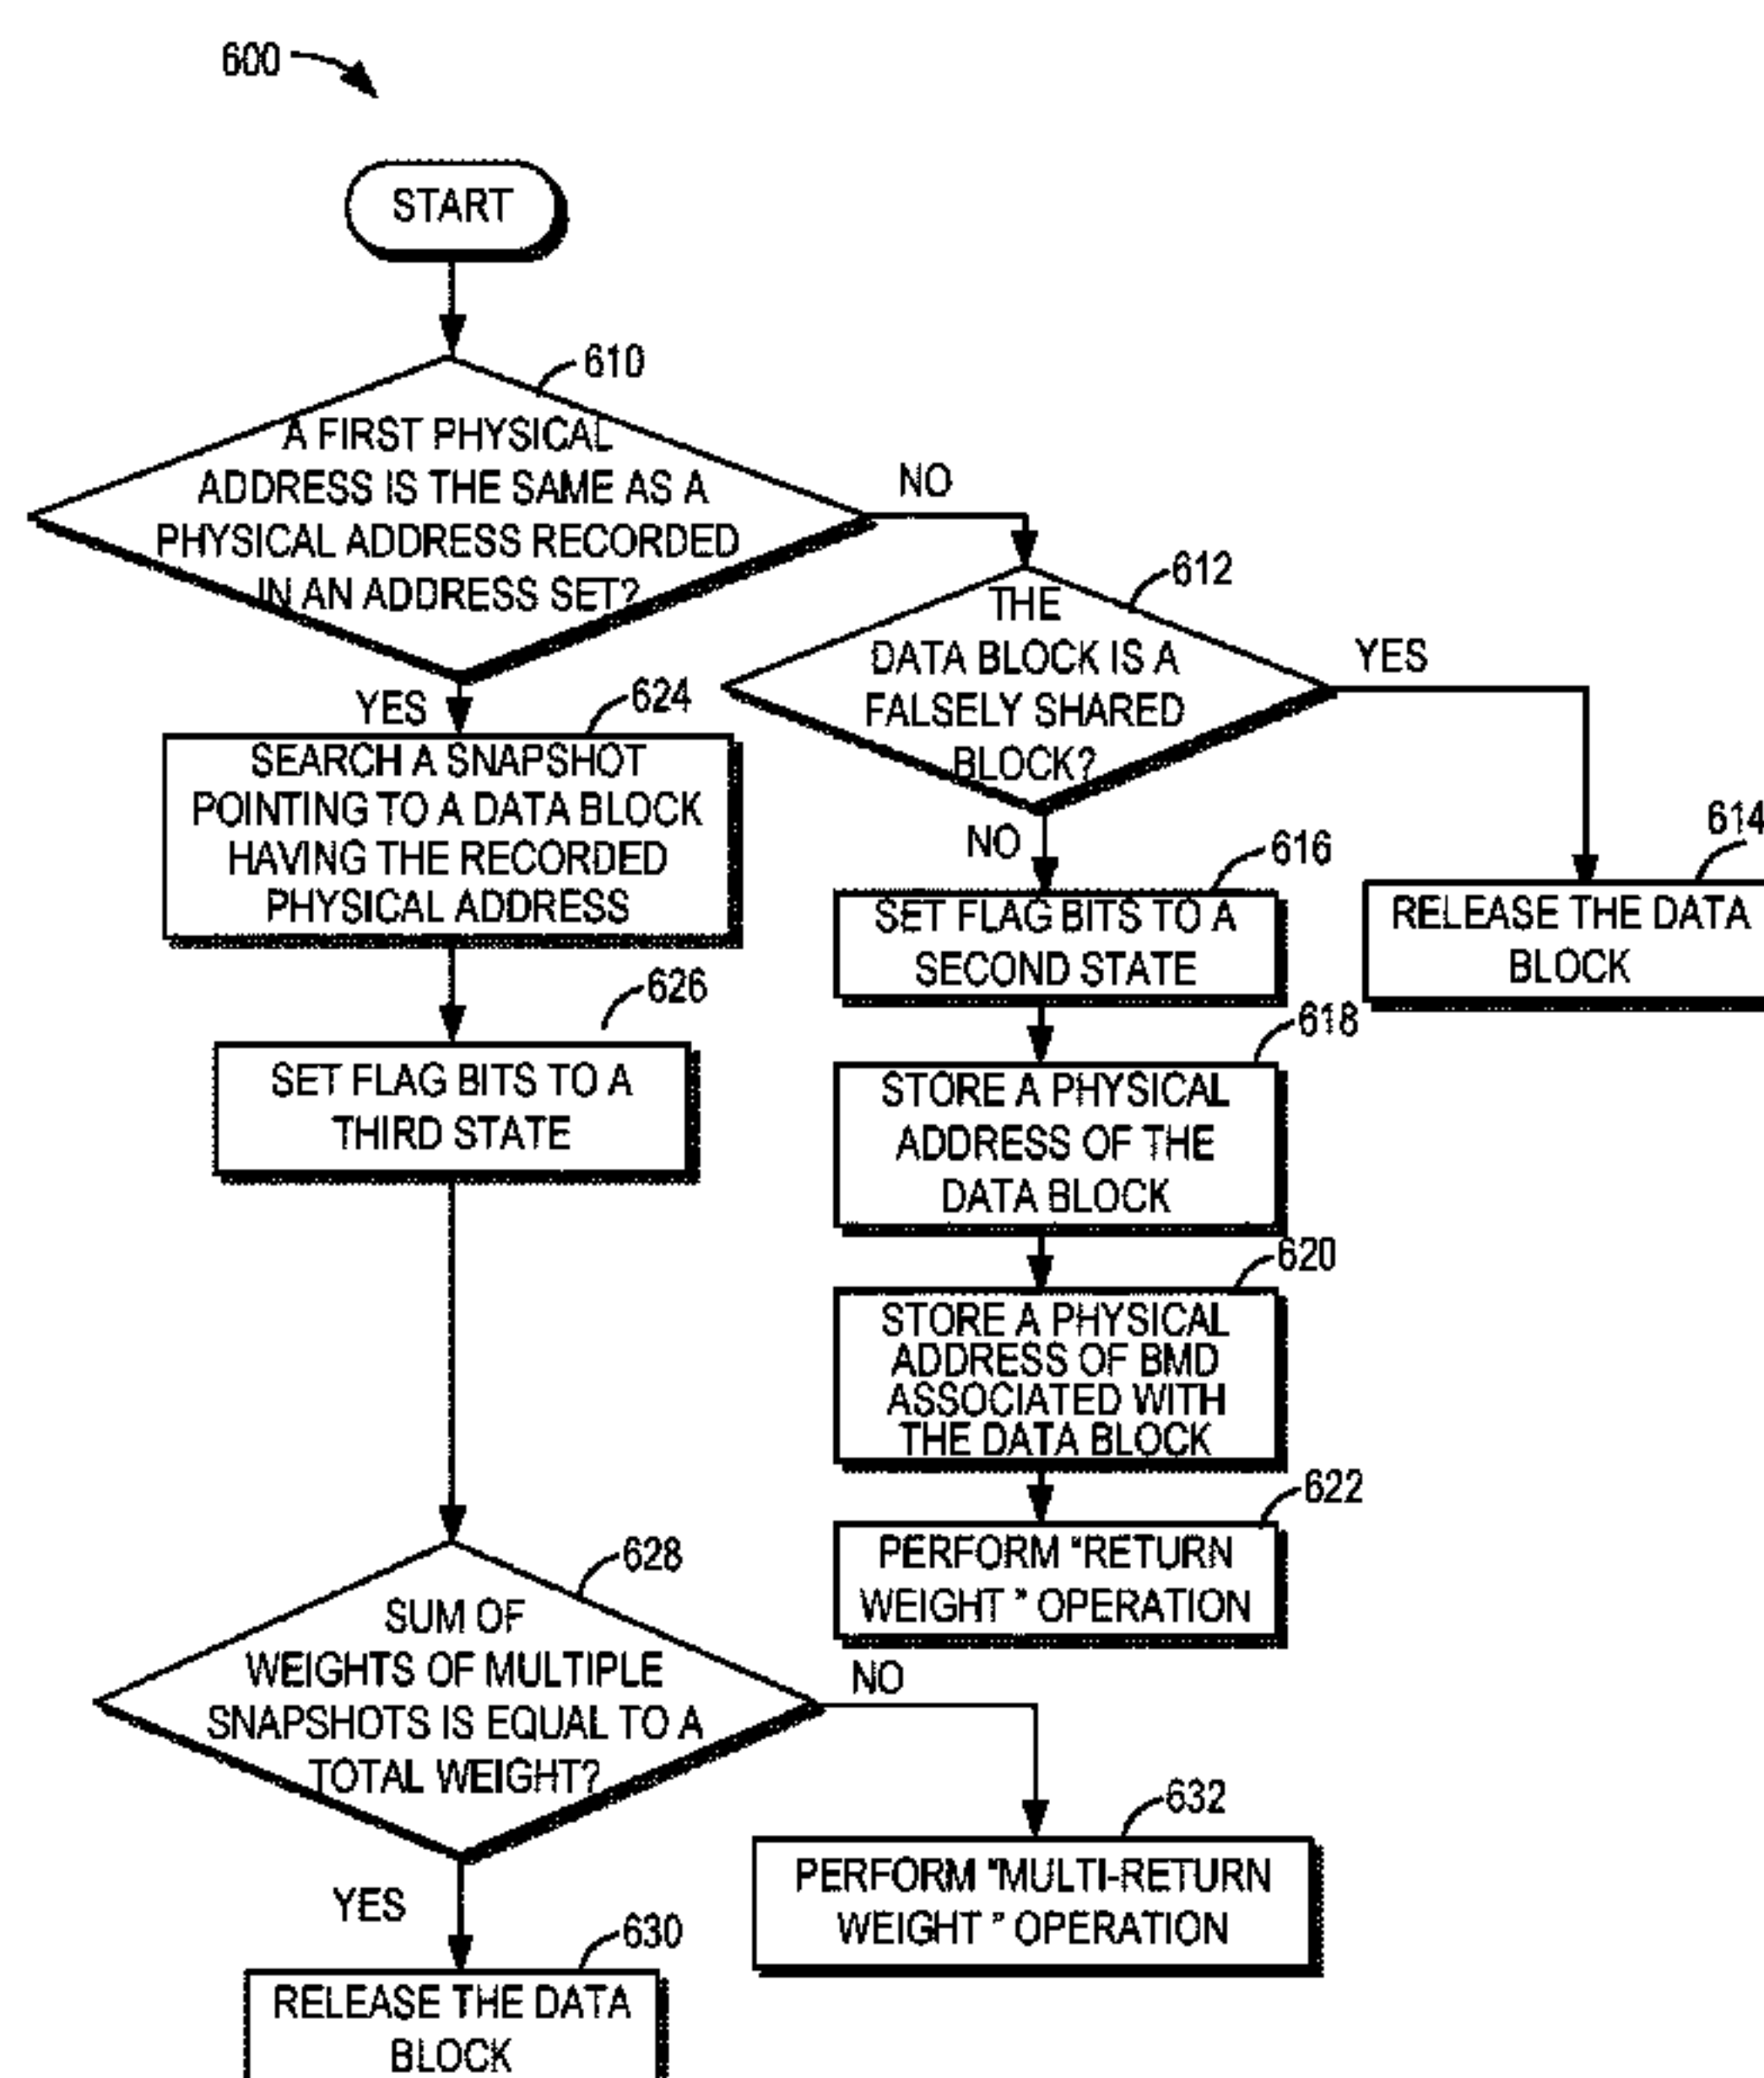 600
START
610
A FIRST PHYSICAL
ADDRESS IS THE SAME AS A
PHYSICAL ADDRESS RECORDED
IN AN ADDRESS SET?
NO
612
THE
DATA BLOCK IS A
FALSELY SHARED
BLOCK?
YES
614
RELEASE THE DATA
BLOCK
YES
624
SEARCH A SNAPSHOT
POINTING TO A DATA BLOCK
HAVING THE RECORDED
PHYSICAL ADDRESS
NO
616
SET FLAG BITS TO A
SECOND STATE
626
SET FLAG BITS TO A
THIRD STATE
618
STORE A PHYSICAL
ADDRESS OF THE
DATA BLOCK
620
STORE A PHYSICAL
ADDRESS OF BMD
ASSOCIATED WITH
THE DATA BLOCK
622
PERFORM "RETURN
WEIGHT " OPERATION
628
SUM OF
WEIGHTS OF MULTIPLE
SNAPSHOTS IS EQUAL TO A
TOTAL WEIGHT?
NO
632
PERFORM "MULTI-RETURN
WEIGHT " OPERATION
YES
630
RELEASE THE DATA
BLOCK